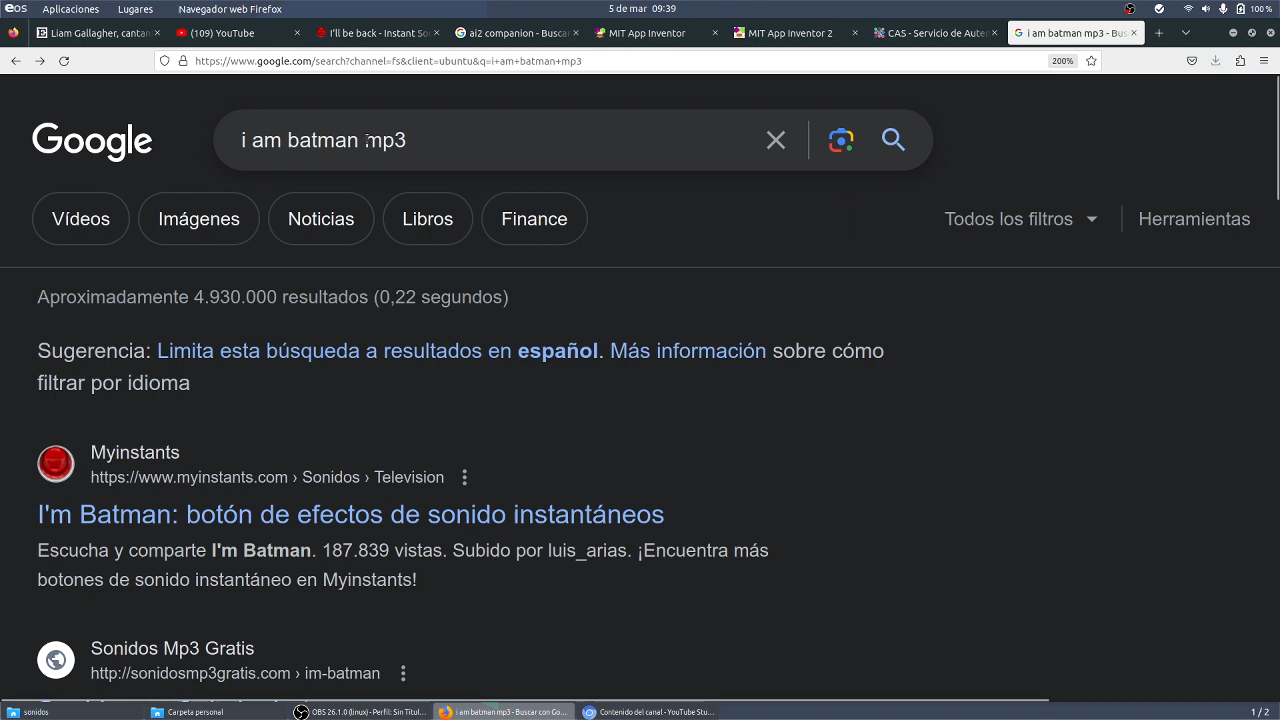 eos Aplicaciones Lugares Navegador web Firefox 5 de mar 09:39 100 %
Liam Gallagher, cantan (109) YouTube I'll be back - Instant So ai2 companion - Buscar MIT App Inventor MIT App Inventor 2 CAS - Servicio de Auten i am batman mp3 - Bus
https://www.google.com/search?channel=fs&client=ubuntu&q=i+am+batman+mp3 200%
Google i am batman mp3
Vídeos Imágenes Noticias Libros Finance Todos los filtros Herramientas
Aproximadamente 4.930.000 resultados (0,22 segundos)
Sugerencia: Limita esta búsqueda a resultados en español. Más información sobre cómo
filtrar por idioma
Myinstants
https://www.myinstants.com › Sonidos › Television
I'm Batman: botón de efectos de sonido instantáneos
Escucha y comparte I'm Batman. 187.839 vistas. Subido por luis_arias. ¡Encuentra más
botones de sonido instantáneo en Myinstants!
Sonidos Mp3 Gratis
http://sonidosmp3gratis.com › im-batman
sonidos Carpeta personal OBS 26.1.0 (linux) - Perfil: Sin Títul... i am batman mp3 - Buscar con Go... Contenido del canal - YouTube Stu... 1 / 2